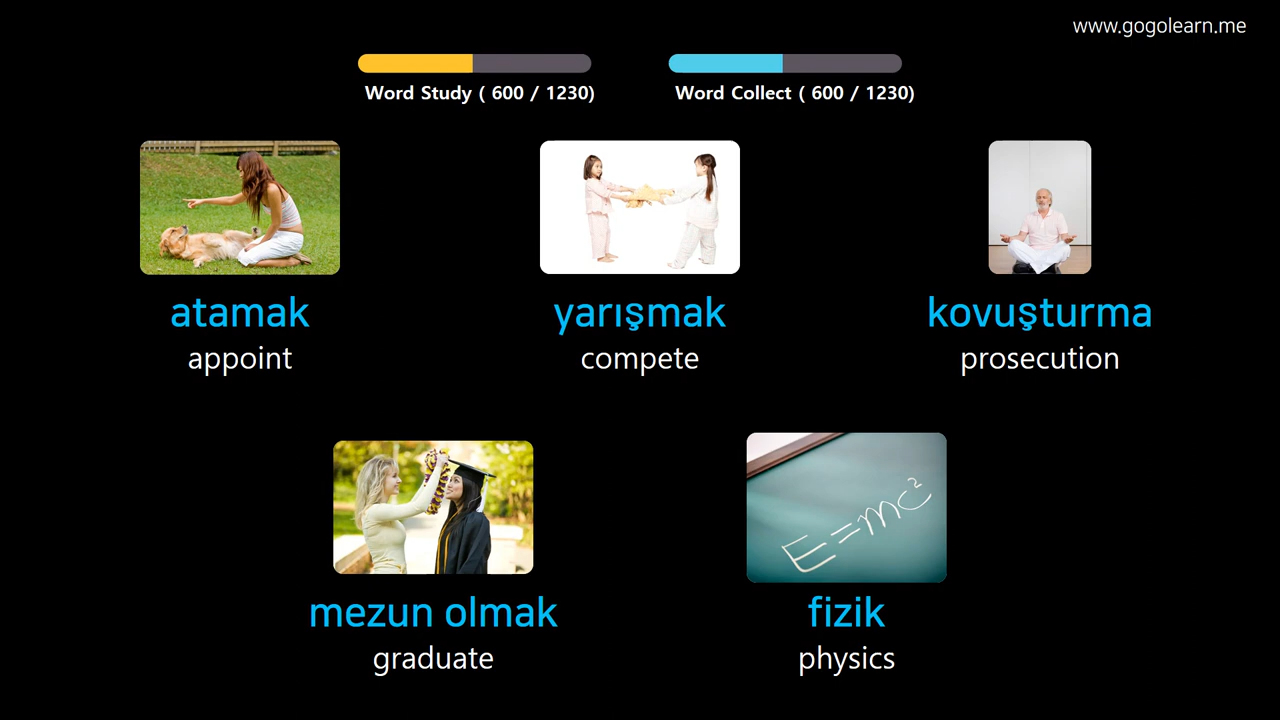 www.gogolearn.me
Word Study ( 600 / 1230)
Word Collect ( 600 / 1230)
atamak
appoint
yarışmak
compete
kovuşturma
prosecution
E=mc²
mezun olmak
graduate
fizik
physics